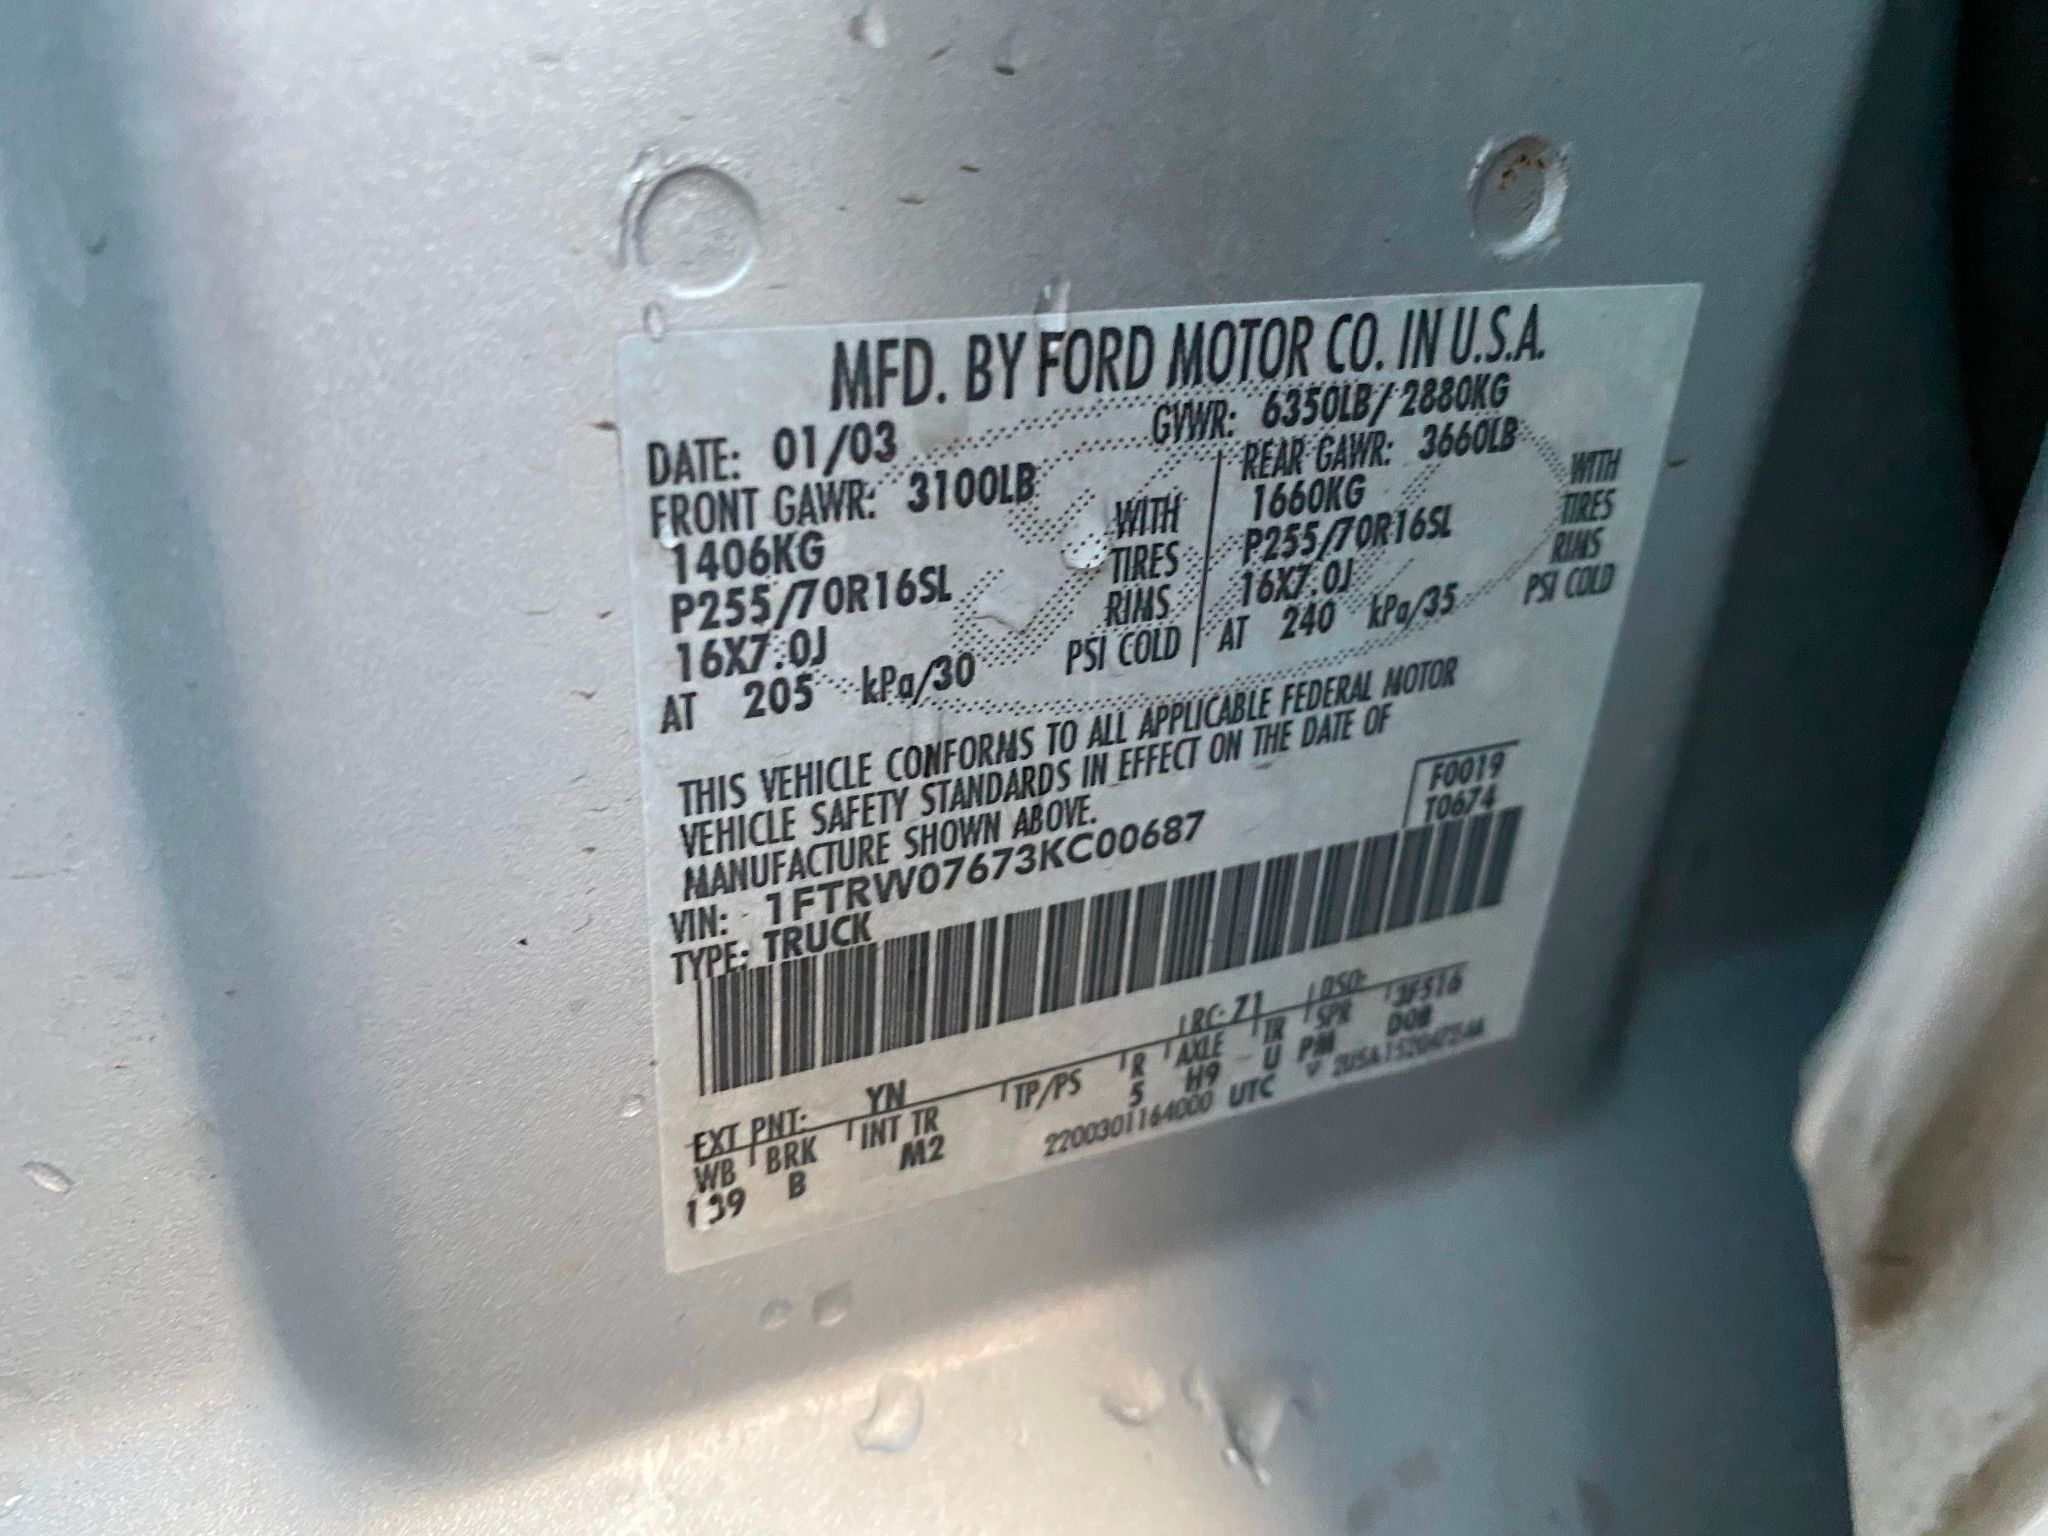 MFD. BY FORD MOTOR CO. IN U.S.A.
DATE: 01/03 GVWR: 6350LB/2880KG
FRONT GAWR: 3100LB
1406KG WITH
P255/70R16SL TIRES
16X7.0J RIMS
AT 205 kPa/30 PSI COLD
REAR GAWR: 3660LB
1660KG WITH
P255/70R16SL TIRES
16X7.0J RIMS
AT 240 kPa/35 PSI COLD
THIS VEHICLE CONFORMS TO ALL APPLICABLE FEDERAL MOTOR
VEHICLE SAFETY STANDARDS IN EFFECT ON THE DATE OF
MANUFACTURE SHOWN ABOVE.
F0019
T0674
VIN: 1FTRW07673KC00687
TYPE: TRUCK
EXT PNT: YN RC: 71 DSO:
WB BRK INT TR TP/PS R AXLE TR SPR 3F516
139 B M2 5 H9 U PM D08
2200301164000 UTC